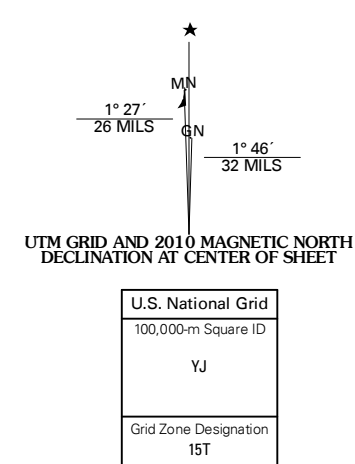 MN
1° 27´
26 MILS
GN
1° 46´
32 MILS
UTM GRID AND 2010 MAGNETIC NORTH
DECLINATION AT CENTER OF SHEET
U.S. National Grid
100,000-m Square ID
YJ
Grid Zone Designation
15T